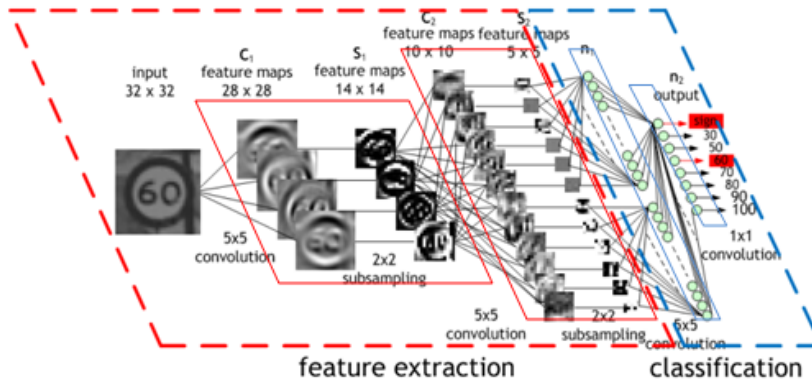 input
32 x 32
C1
feature maps
28 x 28
S1
feature maps
14 x 14
C2
feature maps
10 x 10
S2
feature maps
5 x 5
n1
n2
output
sign
30
50
60
70
80
90
100
60
5x5
convolution
2x2
subsampling
5x5
convolution
2x2
subsampling
6x5
convolution
1x1
convolution
feature extraction
classification